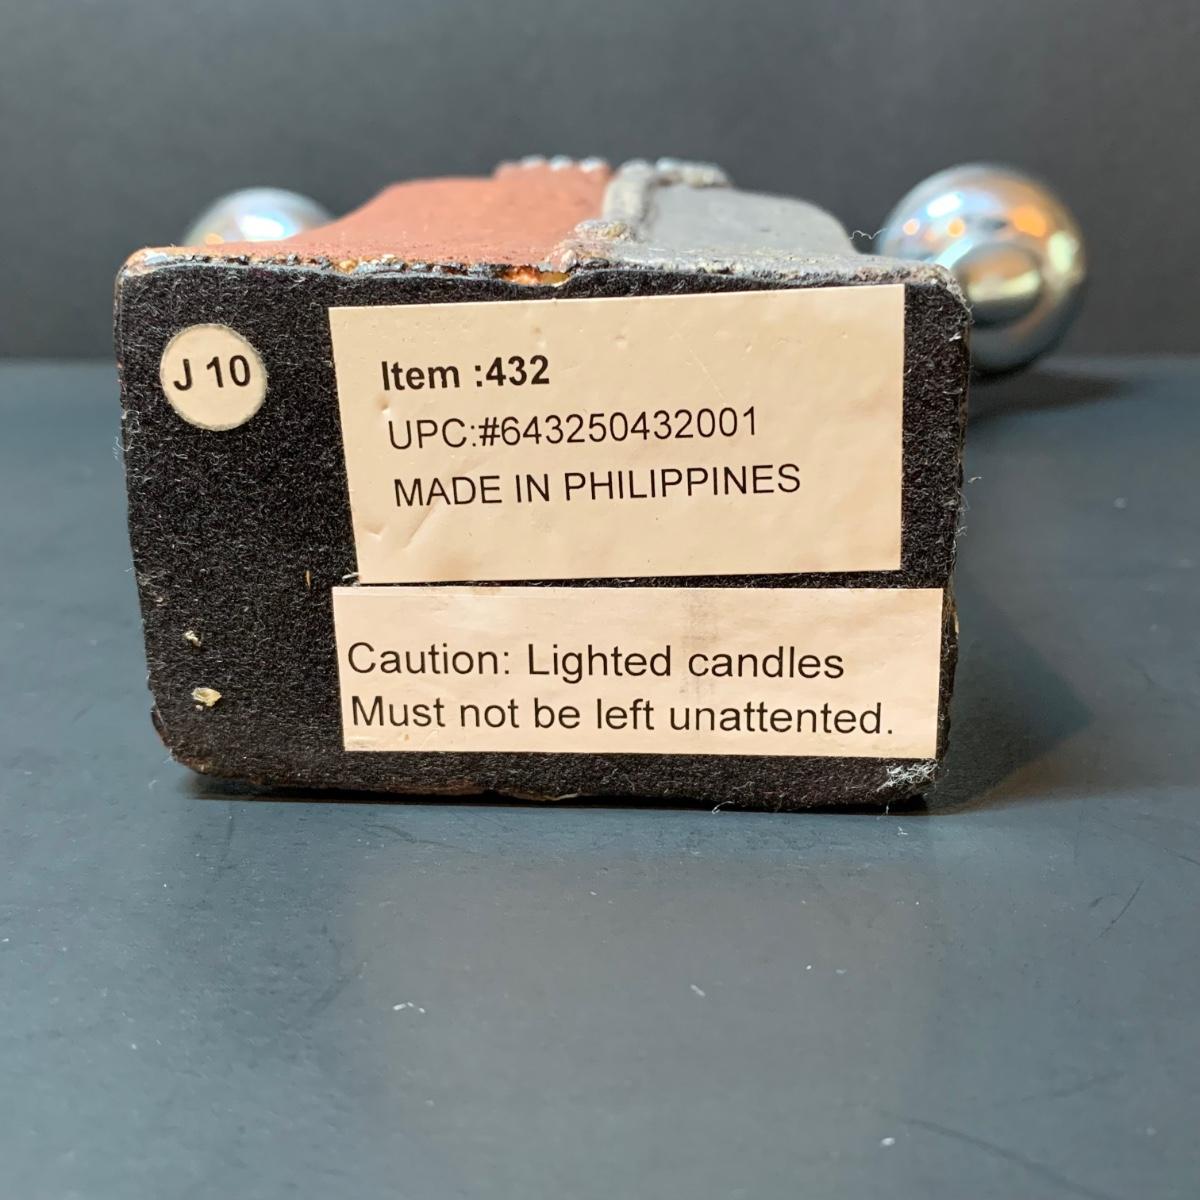 J 10
Item :432
UPC:#643250432001
MADE IN PHILIPPINES
Caution: Lighted candles
Must not be left unattented.